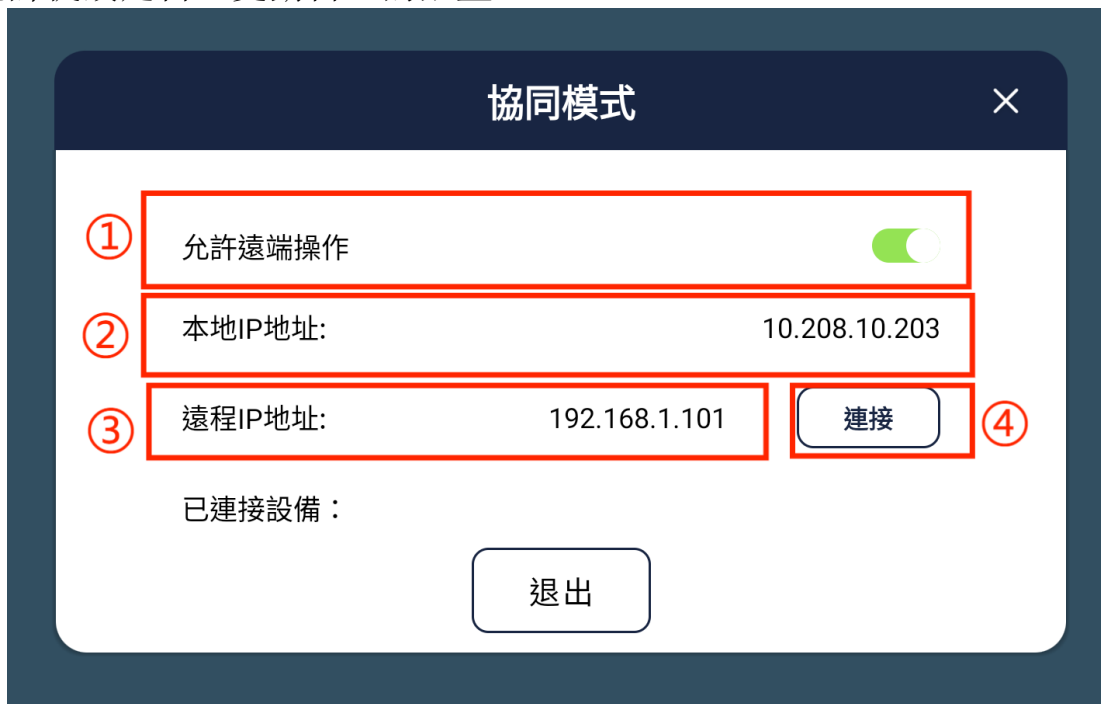 協同模式
① 允許遠端操作
② 本地IP地址: 10.208.10.203
③ 遠程IP地址: 192.168.1.101 連接 ④
已連接設備：
退出